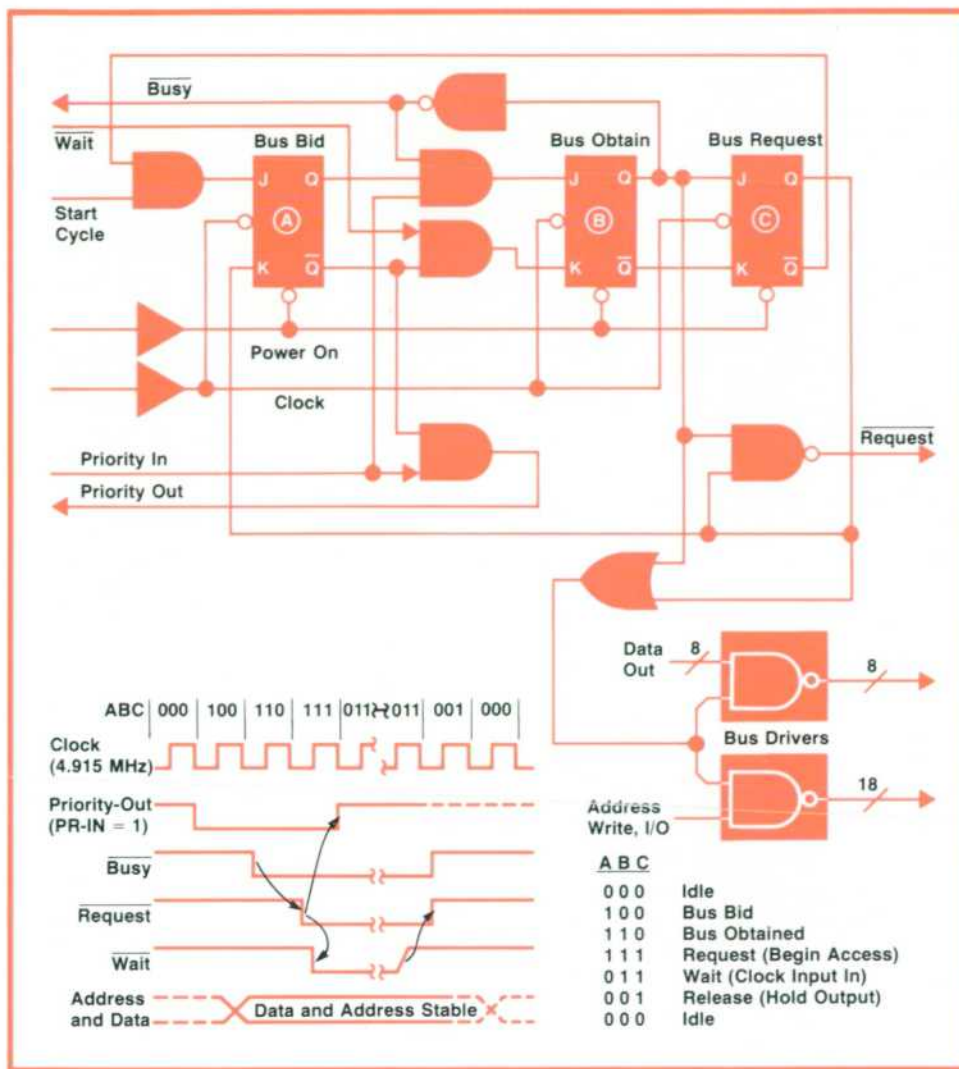 Busy
Wait
Bus Bid
Bus Obtain
Bus Request
J Q
J Q
J Q
Start
Cycle
A
B
C
K Q
K Q
K Q
Power On
Clock
Priority In
Priority Out
Request
Data
Out
8
8
Bus Drivers
18
Address
Write, I/O
ABC 000 100 110 111 011 011 001 000
Clock
(4.915 MHz)
Priority-Out
(PR-IN = 1)
Busy
Request
Wait
Address
and Data
Data and Address Stable
A B C
0 0 0 Idle
1 0 0 Bus Bid
1 1 0 Bus Obtained
1 1 1 Request (Begin Access)
0 1 1 Wait (Clock Input In)
0 0 1 Release (Hold Output)
0 0 0 Idle